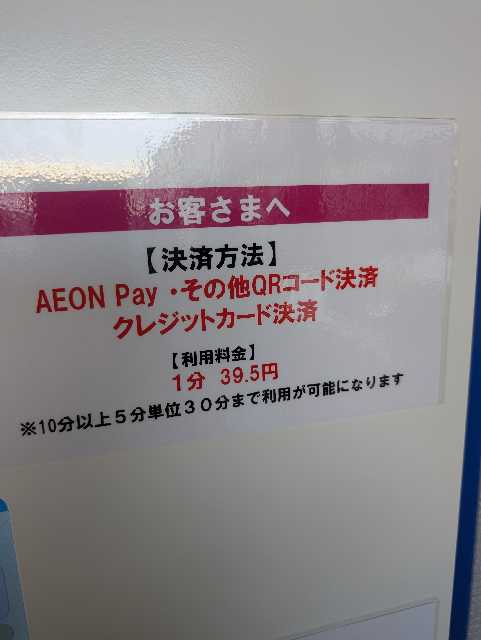 お客さまへ
【決済方法】
AEON Pay ・その他QRコード決済
クレジットカード決済
【利用料金】
1分 39.5円
※10分以上５分単位３０分まで利用が可能になります